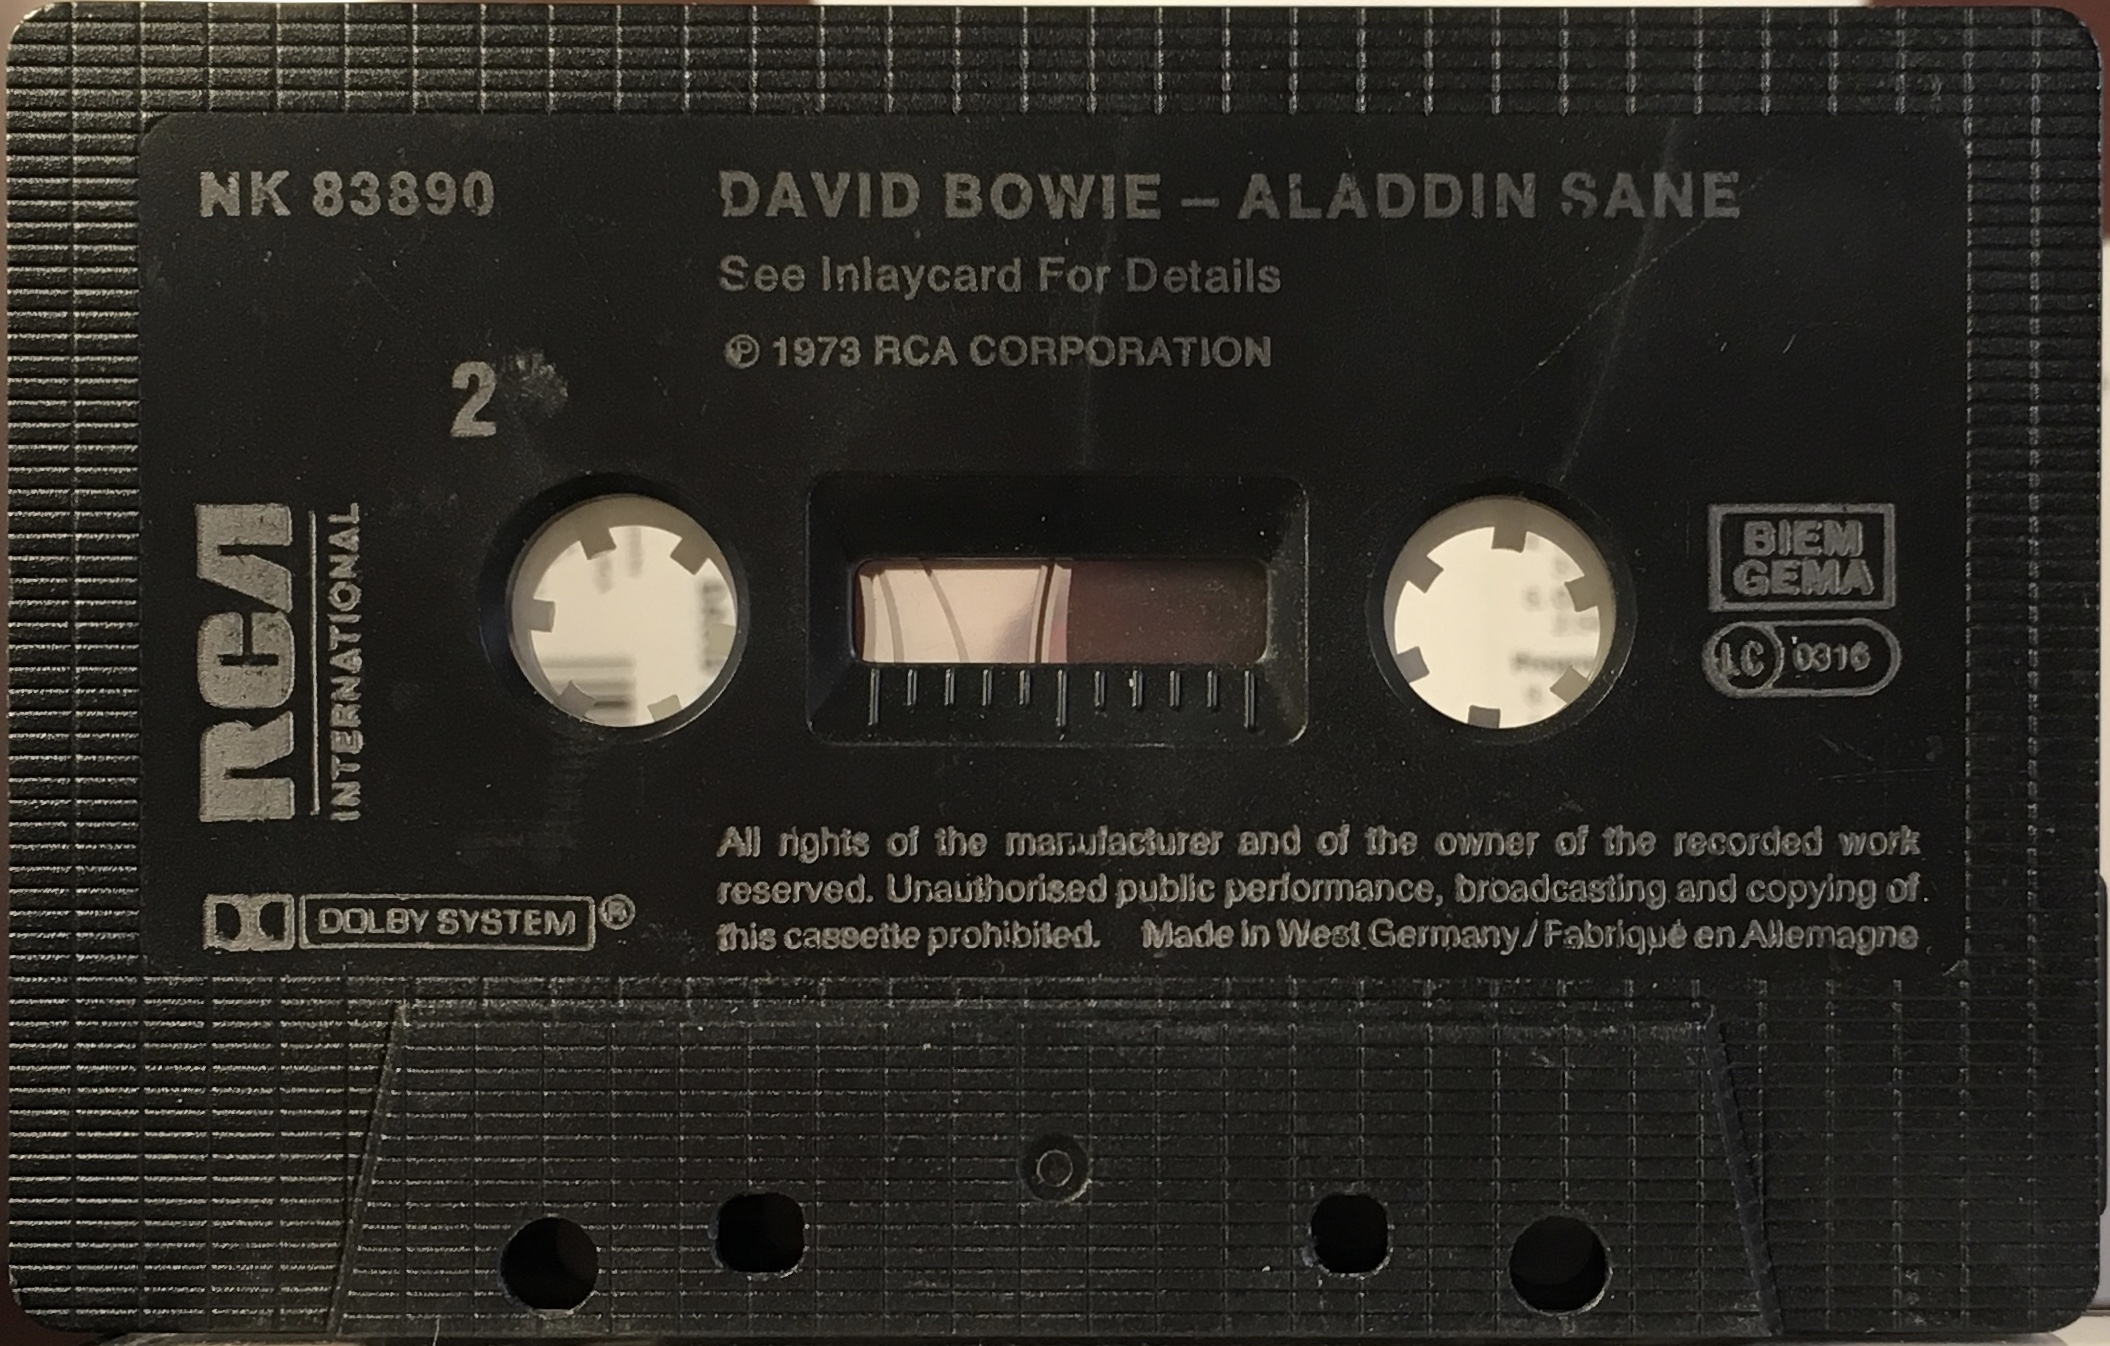 NK 83890
DAVID BOWIE – ALADDIN SANE
See Inlaycard For Details
℗ 1973 RCA CORPORATION
2
RCA
INTERNATIONAL
BIEM
GEMA
LC 0316
DOLBY SYSTEM®
All rights of the manufacturer and of the owner of the recorded work
reserved. Unauthorised public performance, broadcasting and copying of
this cassette prohibited. Made in West Germany / Fabriqué en Allemagne